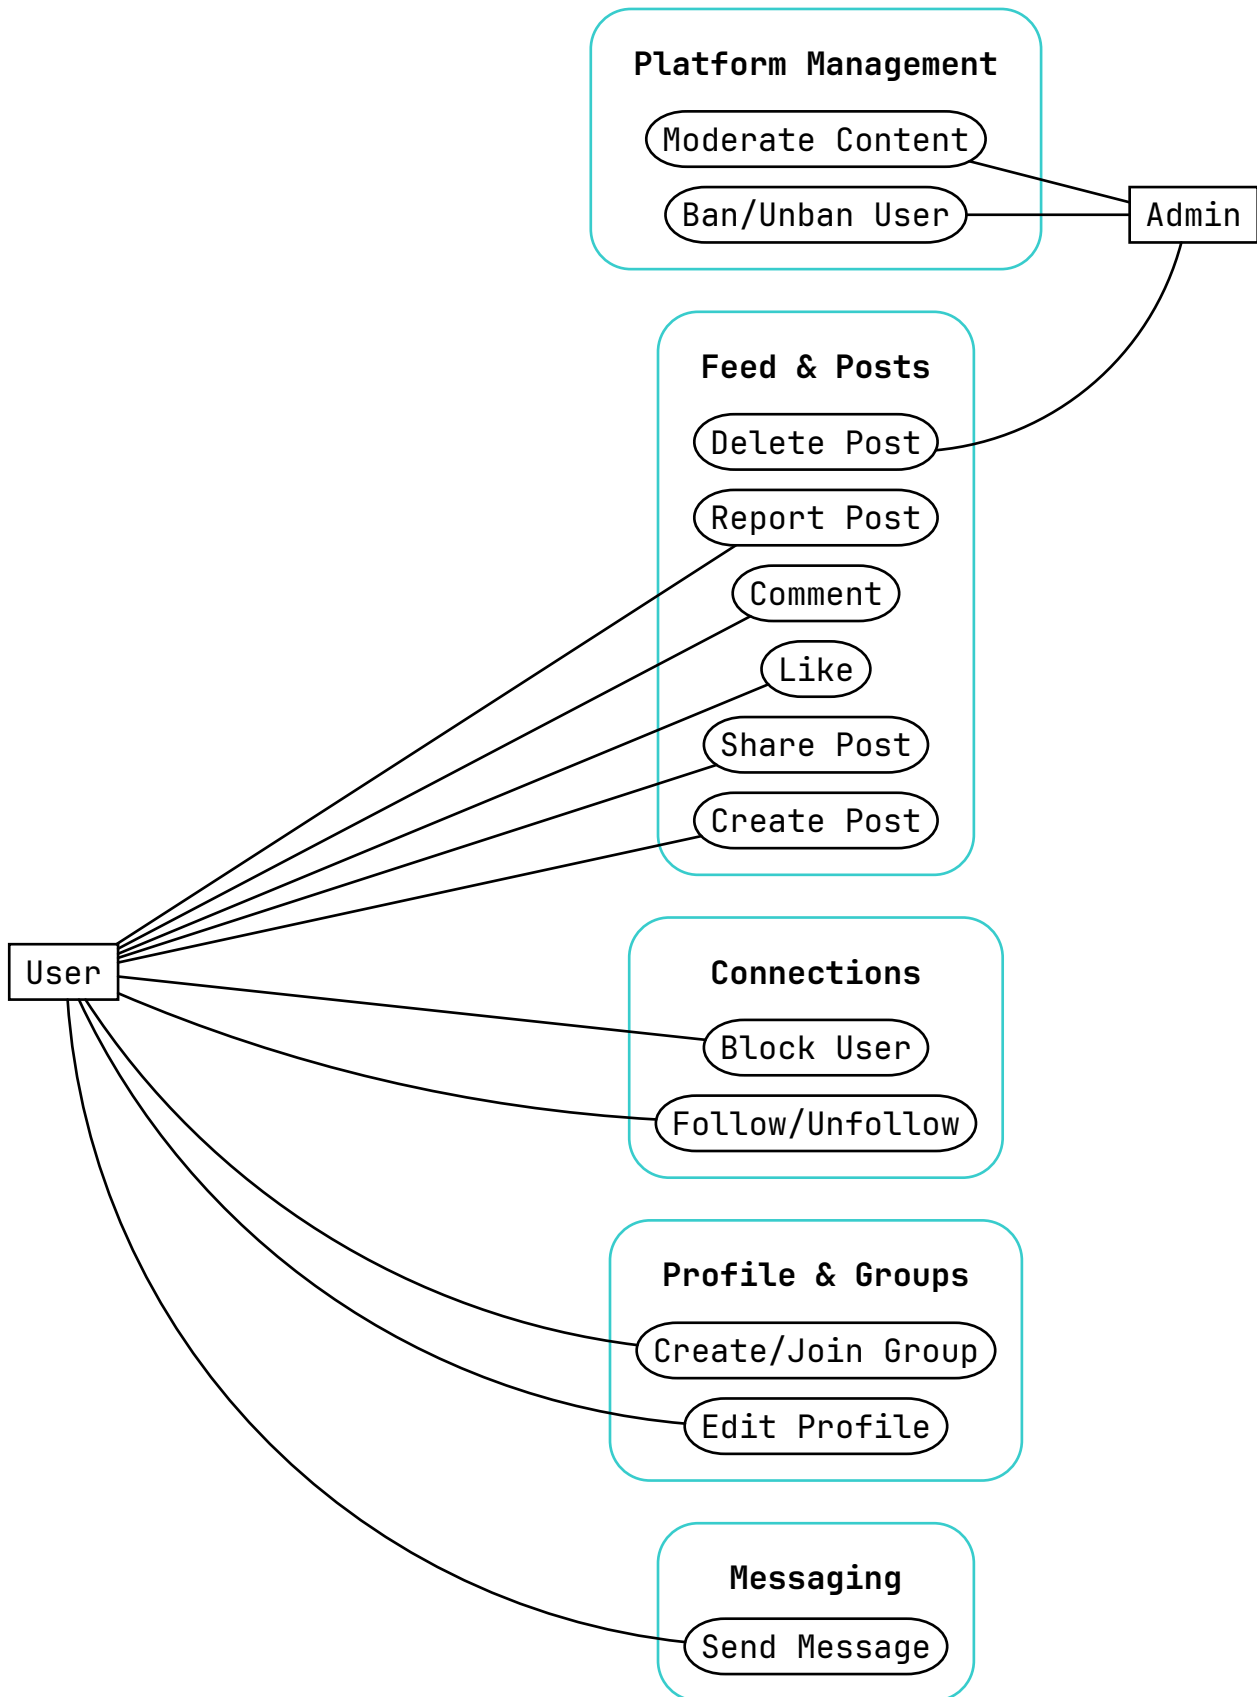 Platform Management
Moderate Content
Ban/Unban User
Admin
Feed & Posts
Delete Post
Report Post
Comment
Like
Share Post
Create Post
User
Connections
Block User
Follow/Unfollow
Profile & Groups
Create/Join Group
Edit Profile
Messaging
Send Message